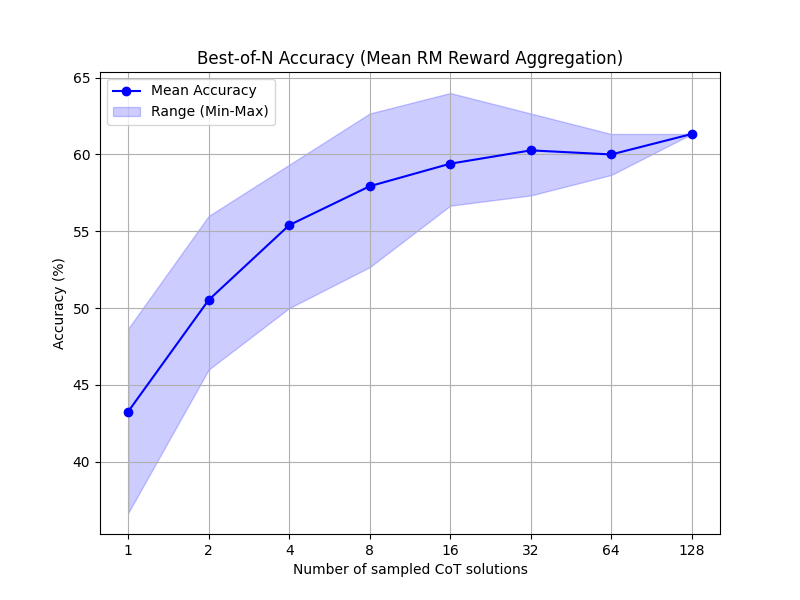 Best-of-N Accuracy (Mean RM Reward Aggregation)
Mean Accuracy
Range (Min-Max)
65
60
55
50
45
40
Accuracy (%)
1 2 4 8 16 32 64 128
Number of sampled CoT solutions